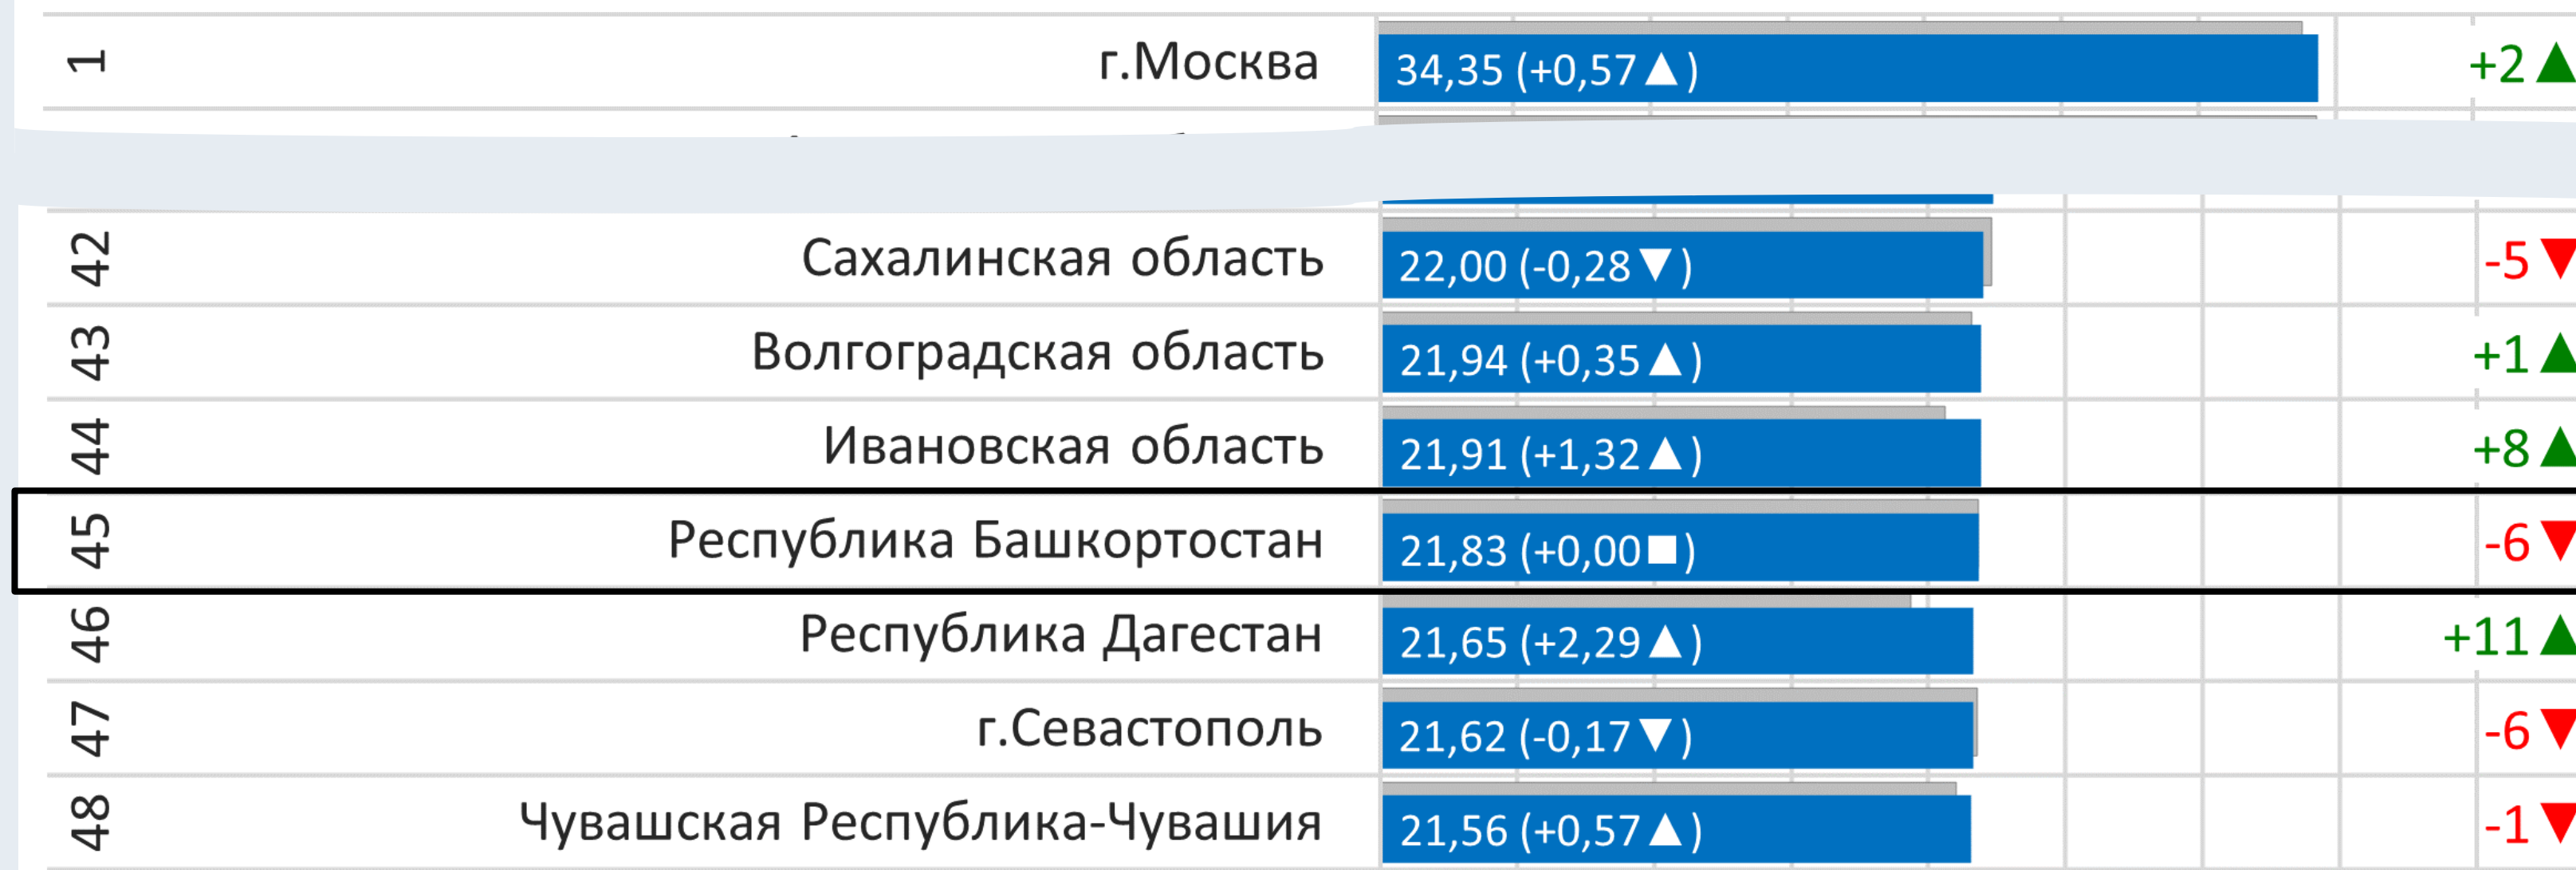 1 г.Москва 34,35 (+0,57▲) +2▲
42 Сахалинская область 22,00 (-0,28▼) -5▼
43 Волгоградская область 21,94 (+0,35▲) +1▲
44 Ивановская область 21,91 (+1,32▲) +8▲
45 Республика Башкортостан 21,83 (+0,00■) -6▼
46 Республика Дагестан 21,65 (+2,29▲) +11▲
47 г.Севастополь 21,62 (-0,17▼) -6▼
48 Чувашская Республика-Чувашия 21,56 (+0,57▲) -1▼